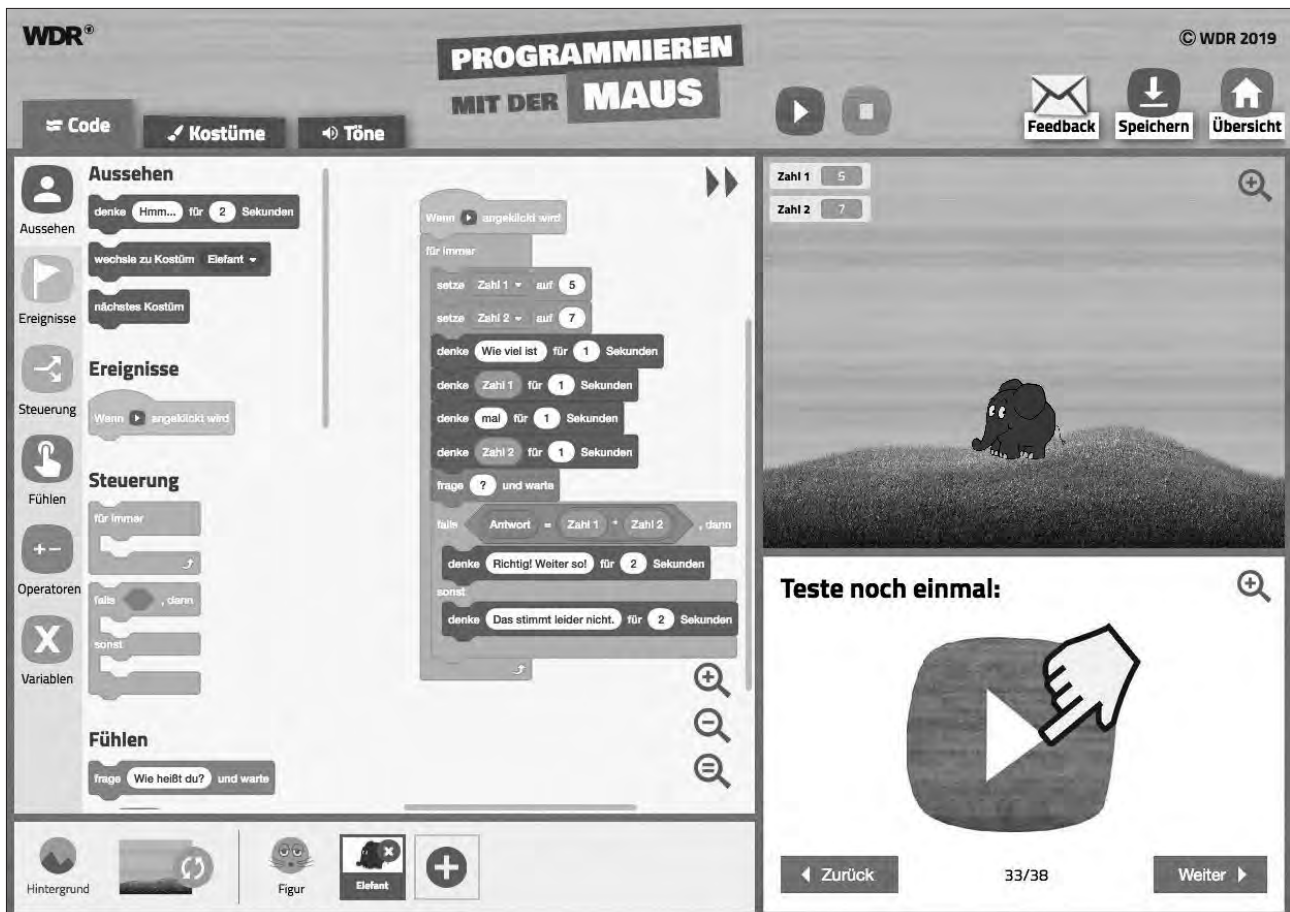 WDR
PROGRAMMIEREN
MIT DER MAUS
© WDR 2019
Code
Kostüme
Töne
Feedback
Speichern
Übersicht
Aussehen
Ereignisse
Steuerung
Fühlen
Operatoren
Variablen
Aussehen
denke Hmm... für 2 Sekunden
wechsle zu Kostüm Elefant
nächstes Kostüm
Ereignisse
Wenn angeklickt wird
Steuerung
für immer
falls , dann
sonst
Fühlen
frage Wie heißt du? und warte
Wenn angeklickt wird
für immer
setze Zahl 1 auf 5
setze Zahl 2 auf 7
denke Wie viel ist für 1 Sekunden
denke Zahl 1 für 1 Sekunden
denke mal für 1 Sekunden
denke Zahl 2 für 1 Sekunden
frage ? und warte
falls Antwort = Zahl 1 * Zahl 2 , dann
denke Richtig! Weiter so! für 2 Sekunden
sonst
denke Das stimmt leider nicht. für 2 Sekunden
Zahl 1 5
Zahl 2 7
Teste noch einmal:
Zurück
33/38
Weiter
Hintergrund
Figur
Elefant